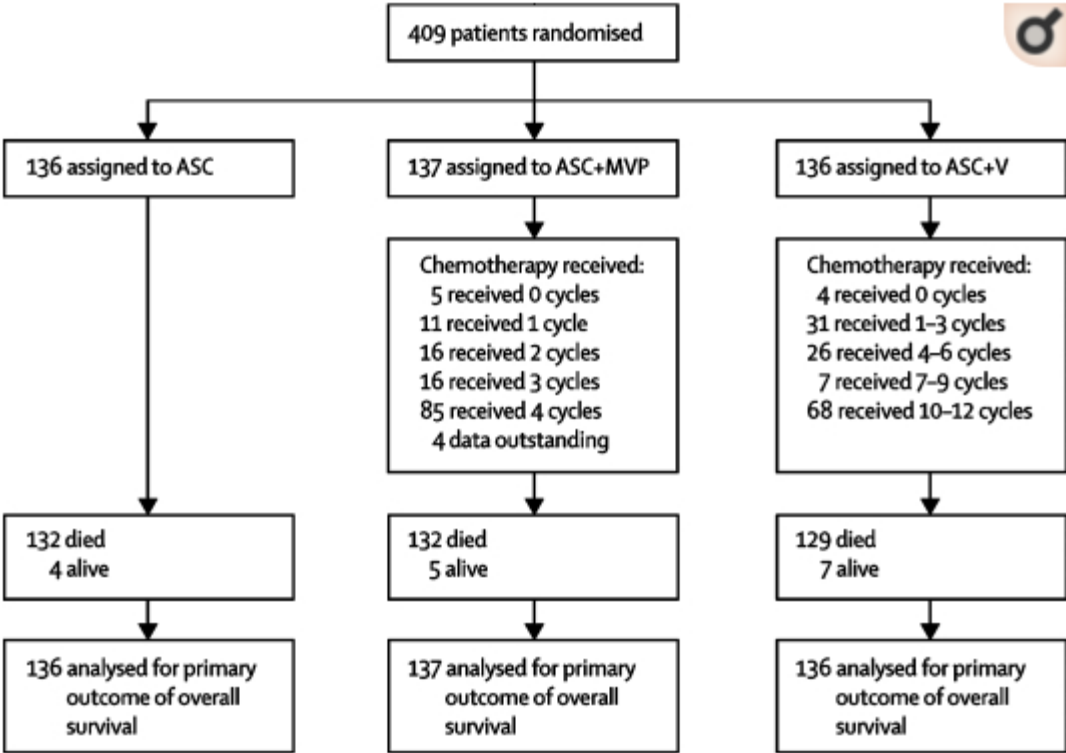 409 patients randomised
136 assigned to ASC
137 assigned to ASC+MVP
136 assigned to ASC+V
Chemotherapy received:
5 received 0 cycles
11 received 1 cycle
16 received 2 cycles
16 received 3 cycles
85 received 4 cycles
4 data outstanding
Chemotherapy received:
4 received 0 cycles
31 received 1–3 cycles
26 received 4–6 cycles
7 received 7–9 cycles
68 received 10–12 cycles
132 died
4 alive
132 died
5 alive
129 died
7 alive
136 analysed for primary
outcome of overall
survival
137 analysed for primary
outcome of overall
survival
136 analysed for primary
outcome of overall
survival